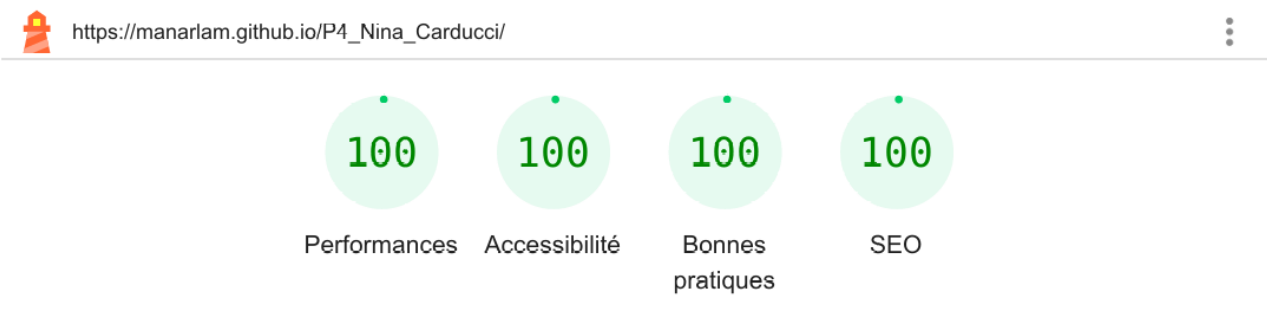 https://manarlam.github.io/P4_Nina_Carducci/
100 100 100 100
Performances Accessibilité Bonnes pratiques SEO